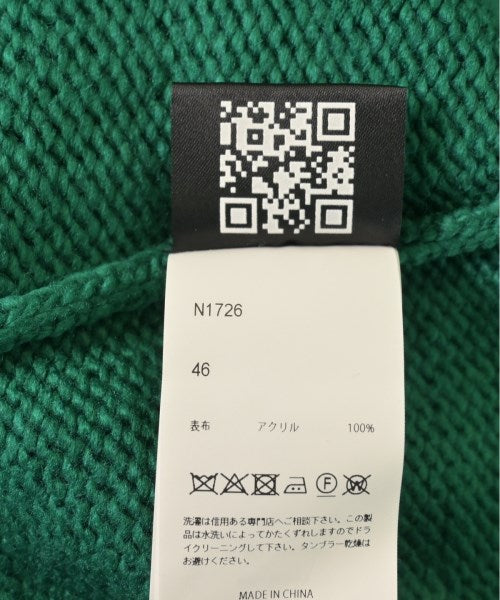 N1726
46
表布 アクリル 100%
F W
洗濯は信用ある専門店へご相談下さい。この製
品は水洗いによってかたくずれしますのでドラ
イクリーニングして下さい。タンブラー乾燥は
お避けください。
MADE IN CHINA